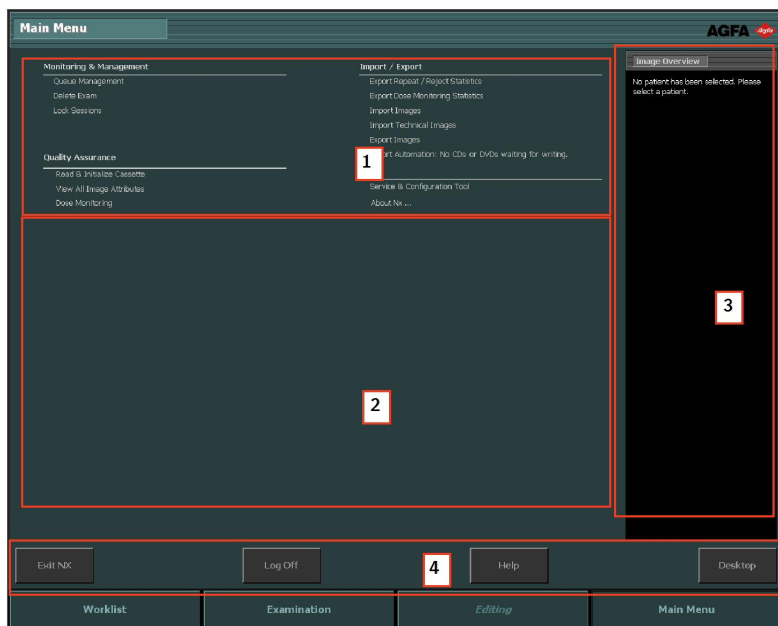 Main Menu
AGFA
Agfa
Monitoring & Management
Queue Management
Delete Exam
Lock Sessions
Quality Assurance
Read & Initialize Cassette
View All Image Attributes
Dose Monitoring
Import / Export
Export Repeat / Reject Statistics
Export Dose Monitoring Statistics
Import Images
Import Technical Images
Export Images
Automation: No CDs or DVDs waiting for writing.
1
Service & Configuration Tool
About Nx ...
2
Image Overview
No patient has been selected. Please
select a patient.
3
Exit NX
Log Off
4
Help
Desktop
Worklist
Examination
Editing
Main Menu